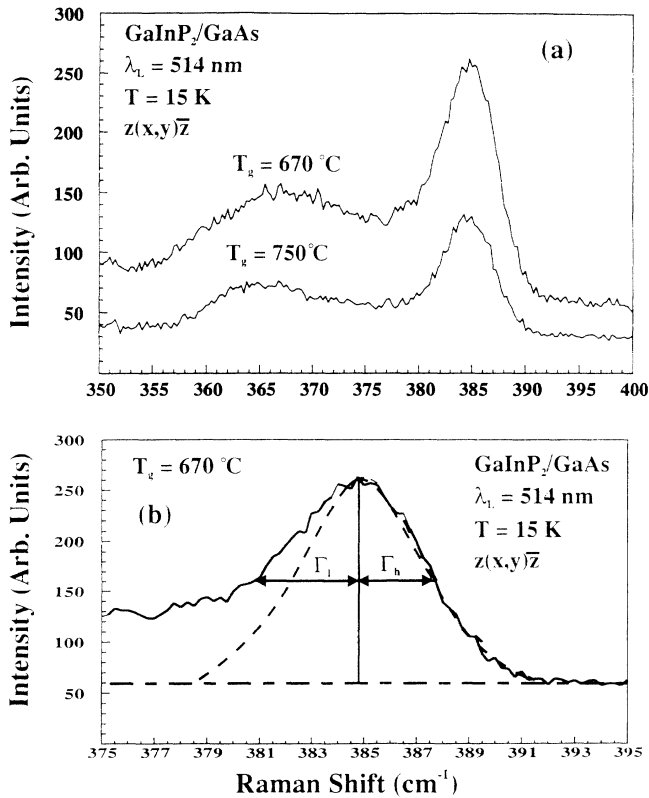 300
250
200
150
100
50
Intensity (Arb. Units)
GaInP₂/GaAs
λL = 514 nm
T = 15 K
z(x,y)z̅
(a)
Tg = 670 °C
Tg = 750°C
350 355 360 365 370 375 380 385 390 395 400
300
250
200
150
100
50
Intensity (Arb. Units)
Tg = 670 °C
(b)
GaInP₂/GaAs
λL = 514 nm
T = 15 K
z(x,y)z̅
Γl Γh
375 377 379 381 383 385 387 389 391 393 395
Raman Shift (cm⁻¹)